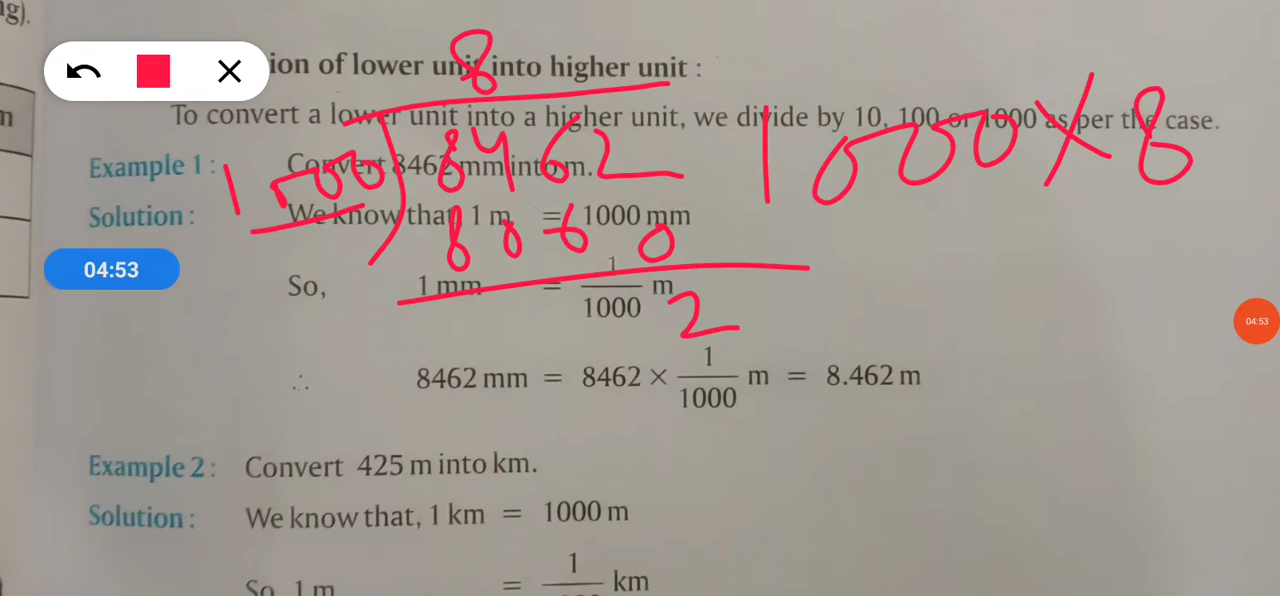 ng).
ion of lower unit into higher unit :
To convert a lower unit into a higher unit, we divide by 10, 100 or 1000 as per the case.
Example 1 : Convert 8462 mm into m.
Solution : We know that, 1 m = 1000 mm
So, 1 mm = 1/1000 m
∴ 8462 mm = 8462 × 1/1000 m = 8.462 m
Example 2 : Convert 425 m into km.
Solution : We know that, 1 km = 1000 m
So, 1 m = 1 km
m
8
1000 8462
8000
2
1000 × 8
04:53
04:53